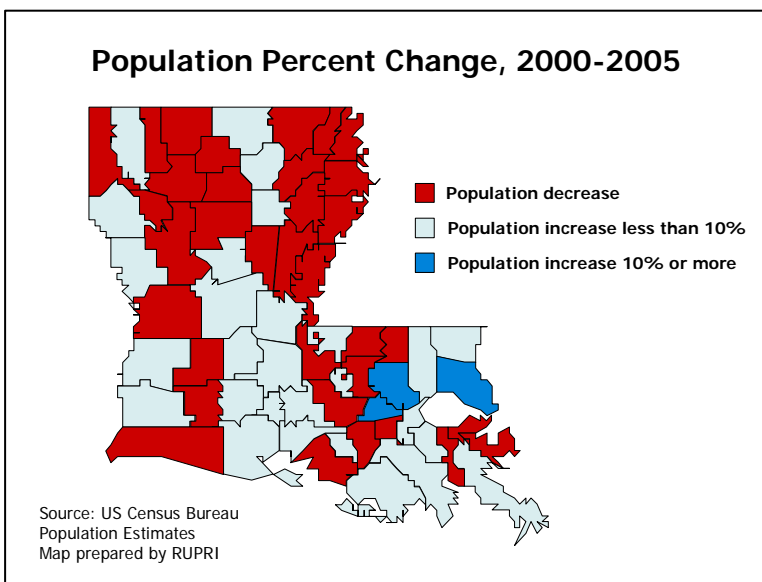 Population Percent Change, 2000-2005
Population decrease
Population increase less than 10%
Population increase 10% or more
Source: US Census Bureau
Population Estimates
Map prepared by RUPRI